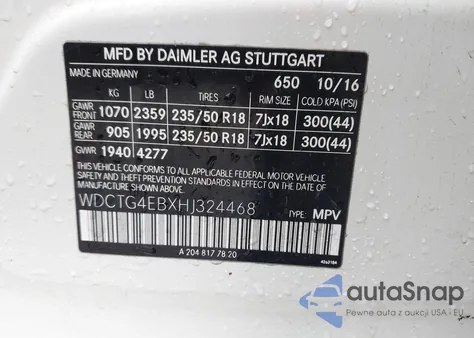 MFD BY DAIMLER AG STUTTGART
MADE IN GERMANY 650 10/16
KG LB TIRES RIM SIZE COLD KPA (PSI)
GAWR FRONT 1070 2359 235/50 R18 7Jx18 300(44)
GAWR REAR 905 1995 235/50 R18 7Jx18 300(44)
GVWR 1940 4277
THIS VEHICLE CONFORMS TO ALL APPLICABLE FEDERAL MOTOR VEHICLE
SAFETY, BUMPER AND THEFT PREVENTION STANDARDS IN EFFECT
ON THE DATE OF MANUFACTURE SHOWN ABOVE.
WDCTG4EBXHJ324468 TYPE: MPV
A 204 817 78 20
autoSnap
Pewne auta z aukcji USA i EU